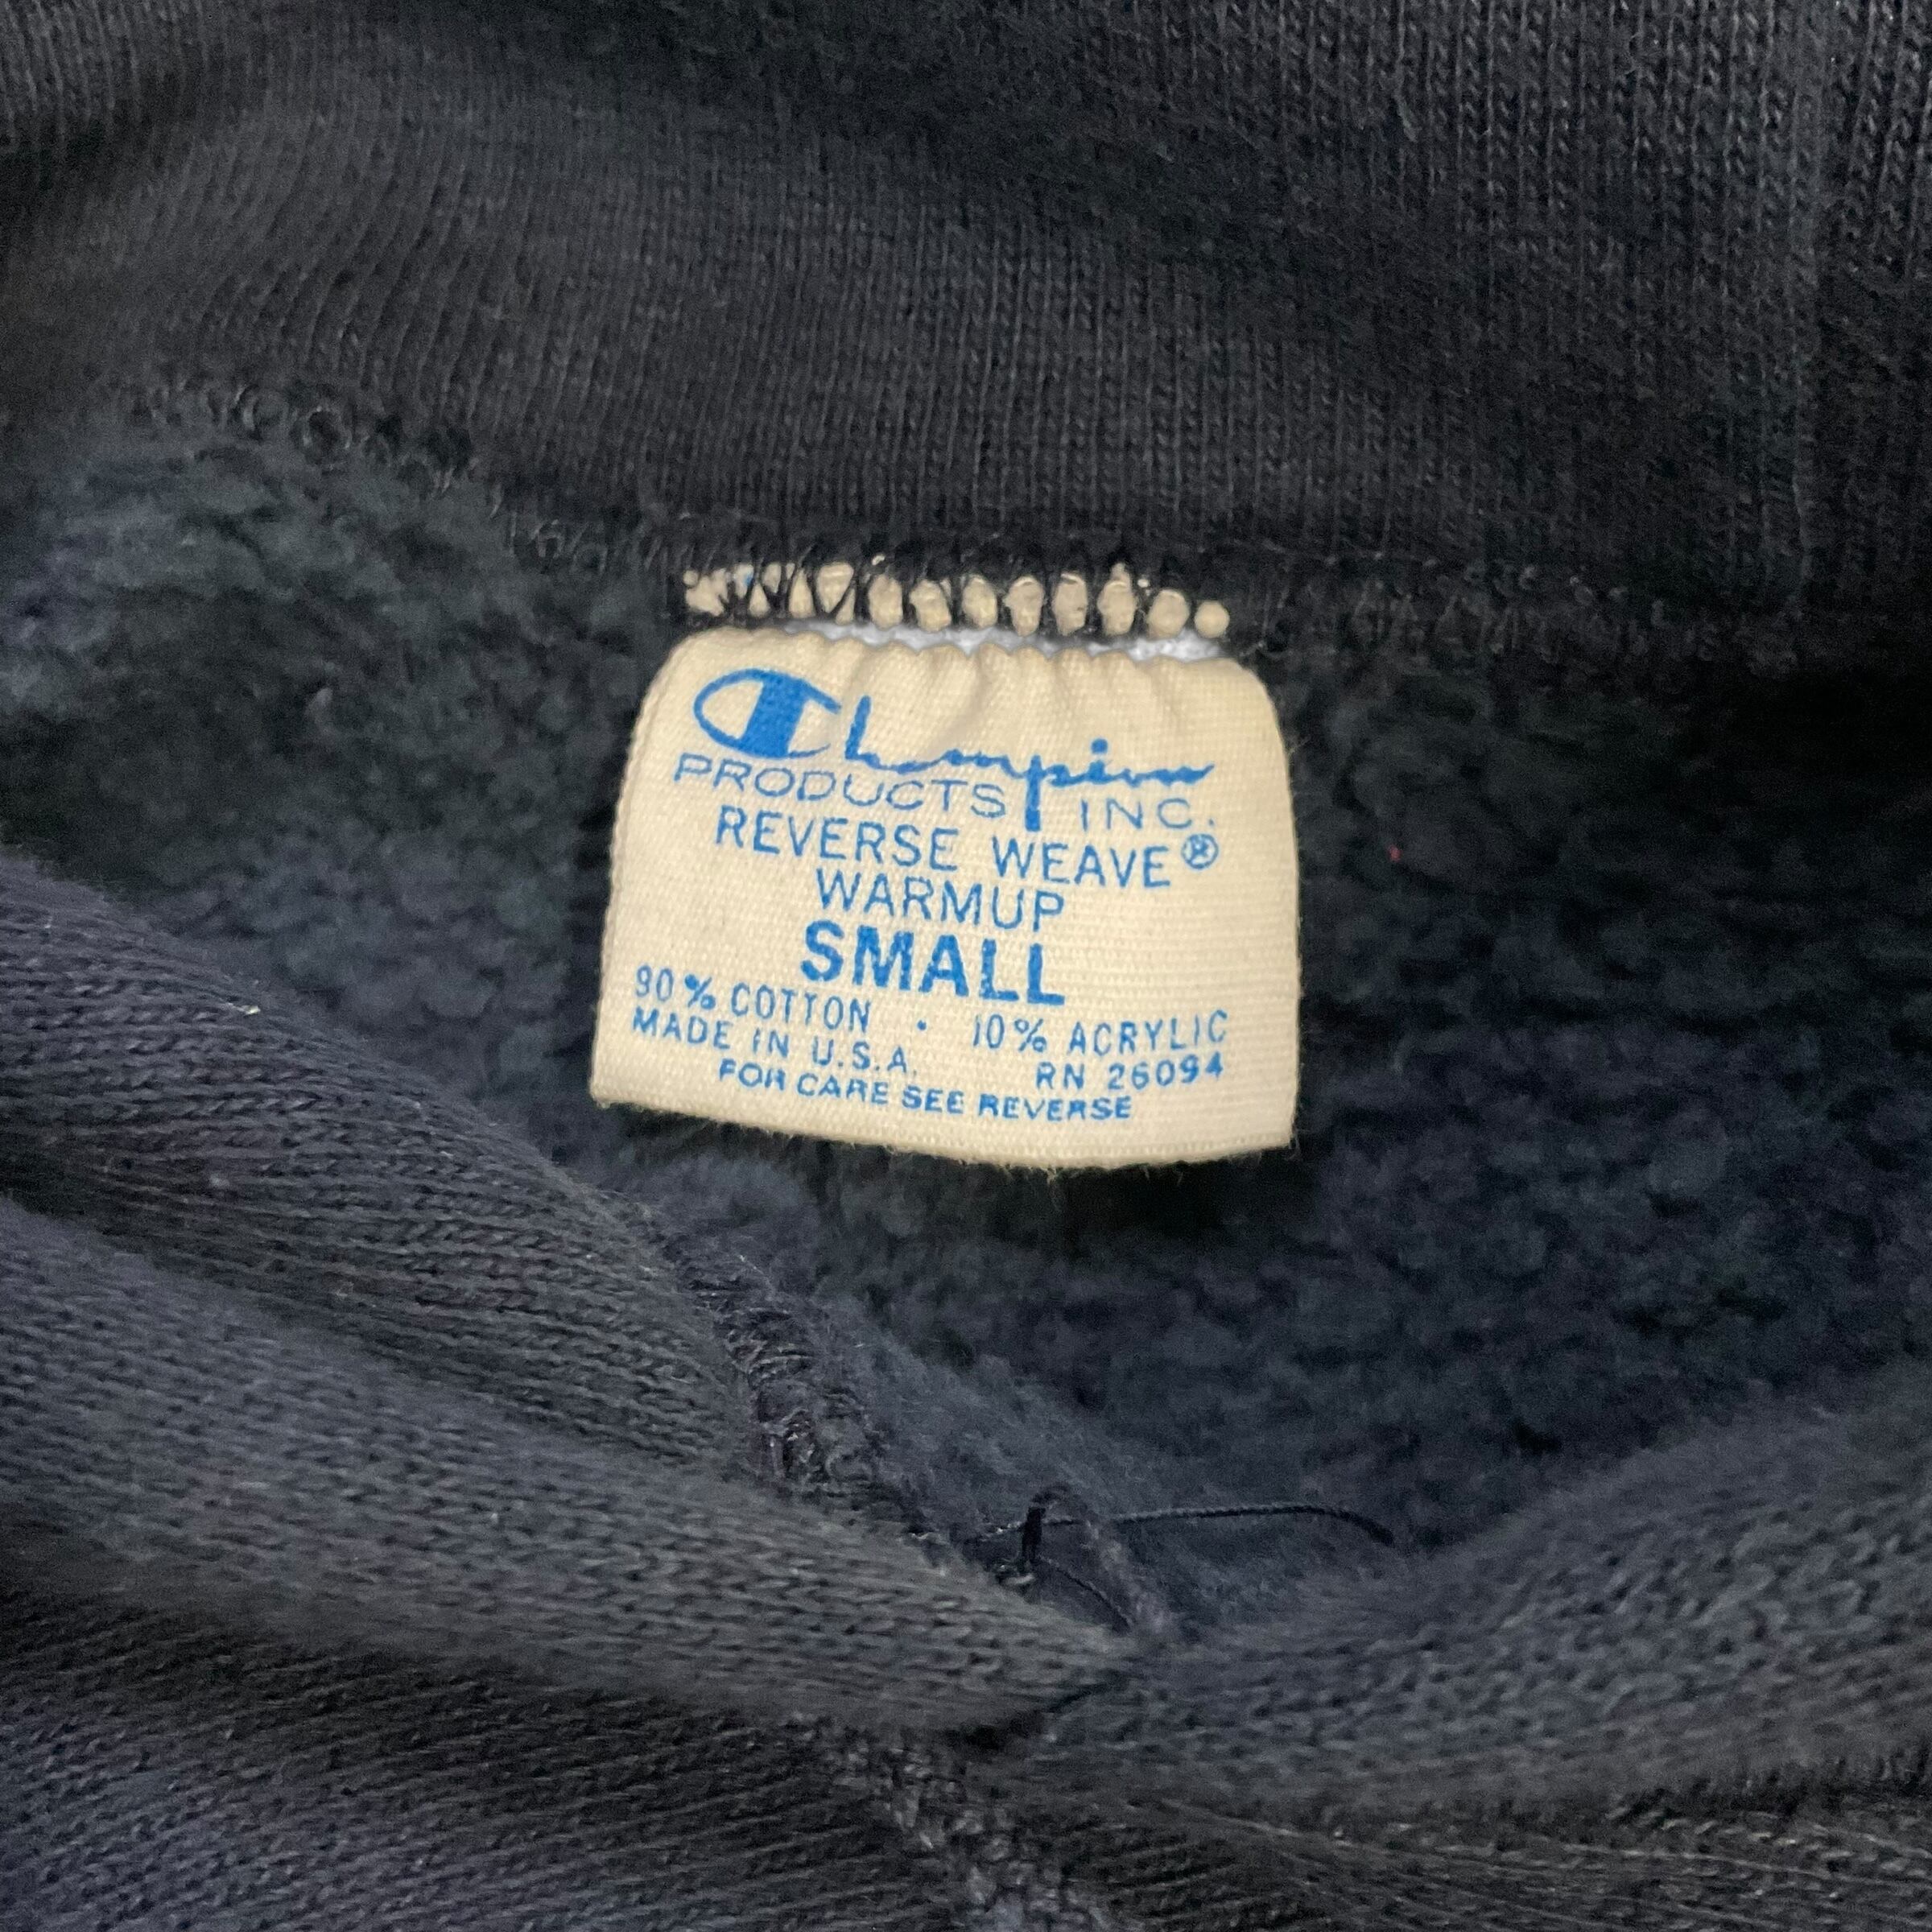 Champion
PRODUCTS INC.
REVERSE WEAVE®
WARMUP
SMALL
90% COTTON · 10% ACRYLIC
MADE IN U.S.A. RN 26094
FOR CARE SEE REVERSE